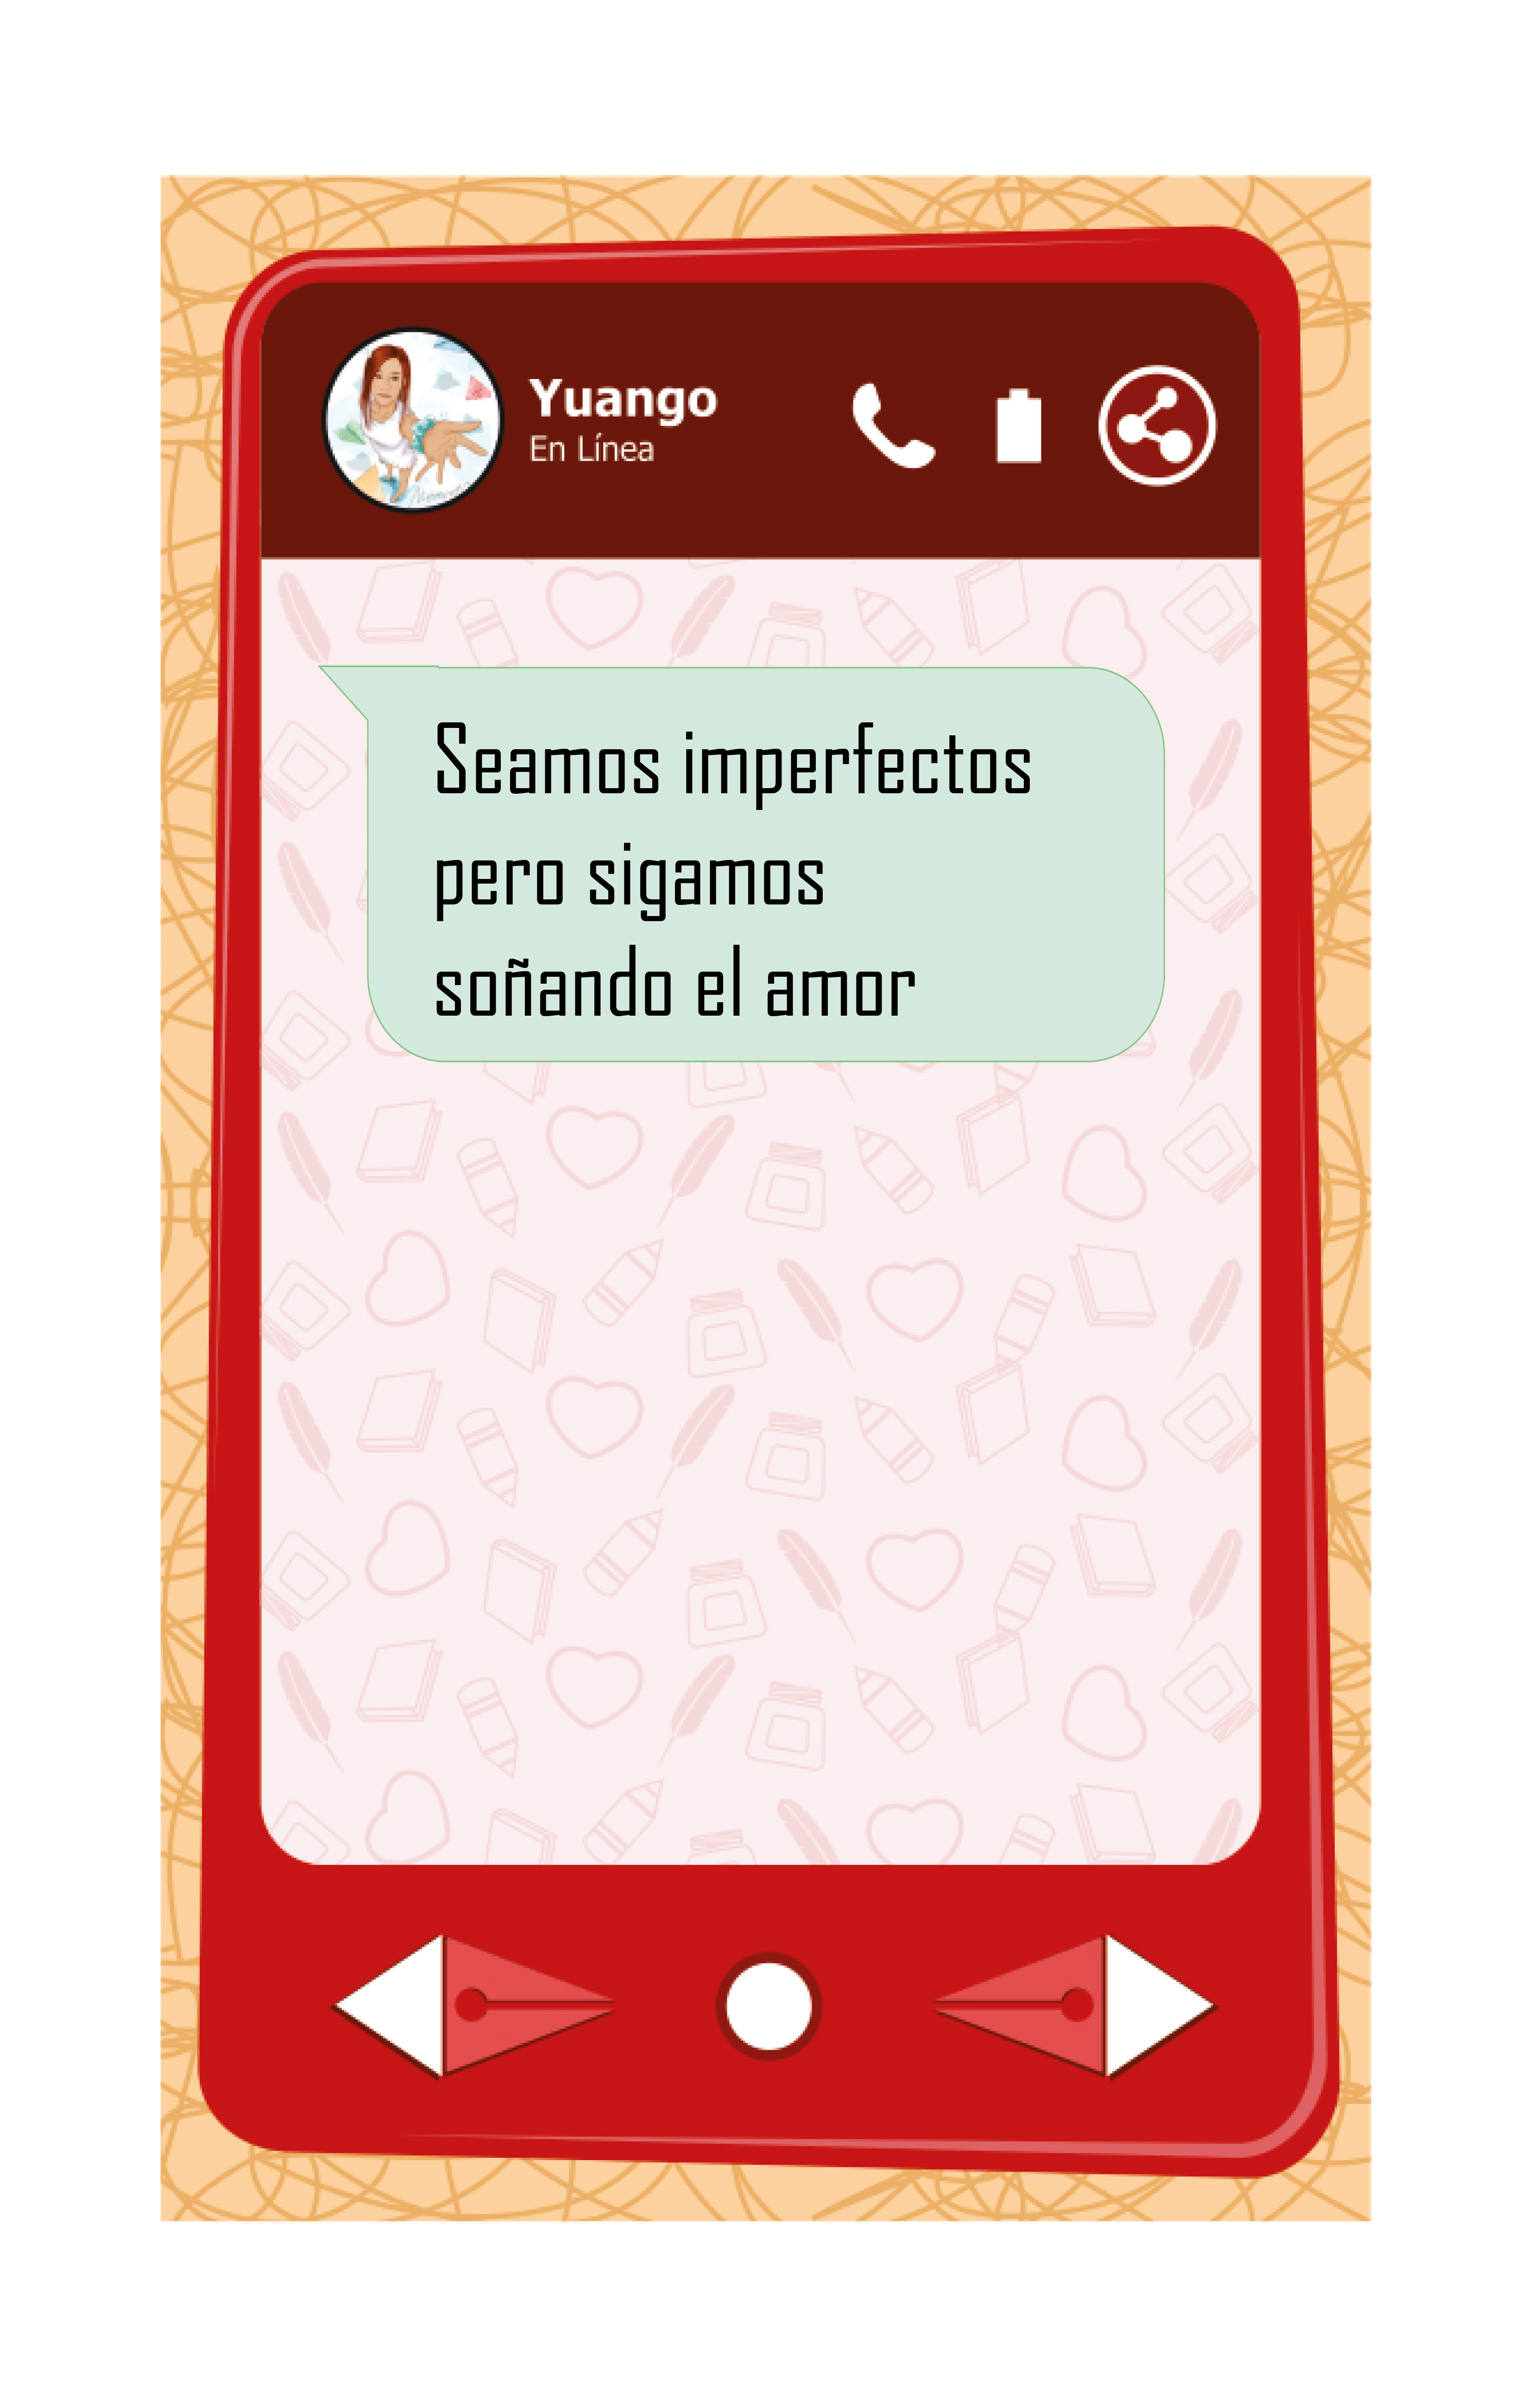 Yuango
En Línea
Seamos imperfectos
pero sigamos
soñando el amor